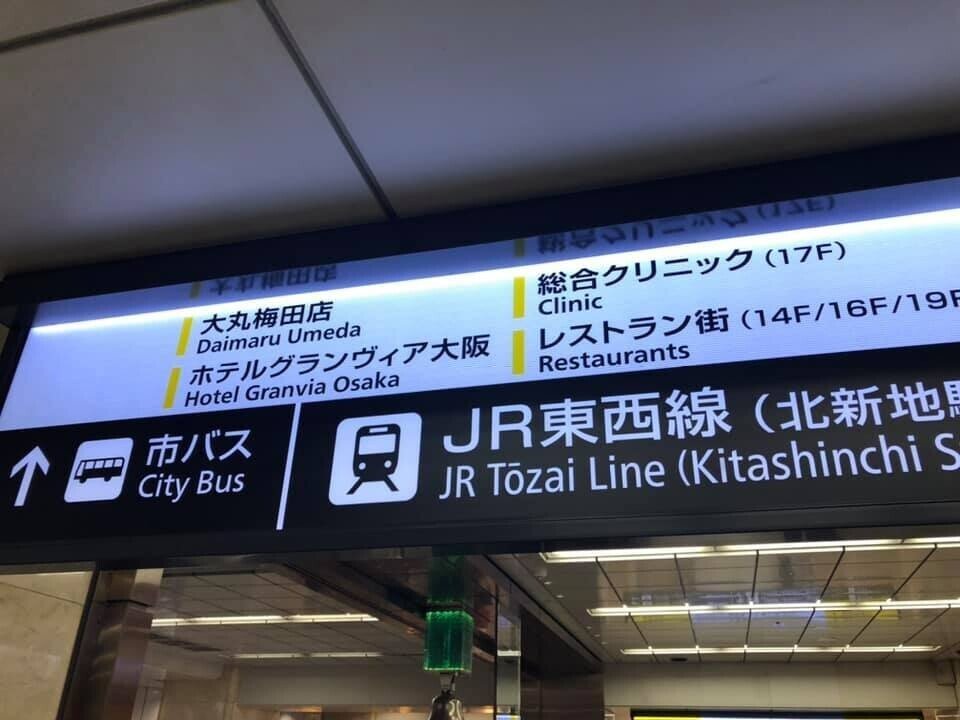 大丸梅田店
Daimaru Umeda
ホテルグランヴィア大阪
Hotel Granvia Osaka
総合クリニック (17F)
Clinic
レストラン街 (14F/16F/19F
Restaurants
市バス
City Bus
JR東西線 (北新地駅
JR Tōzai Line (Kitashinchi S